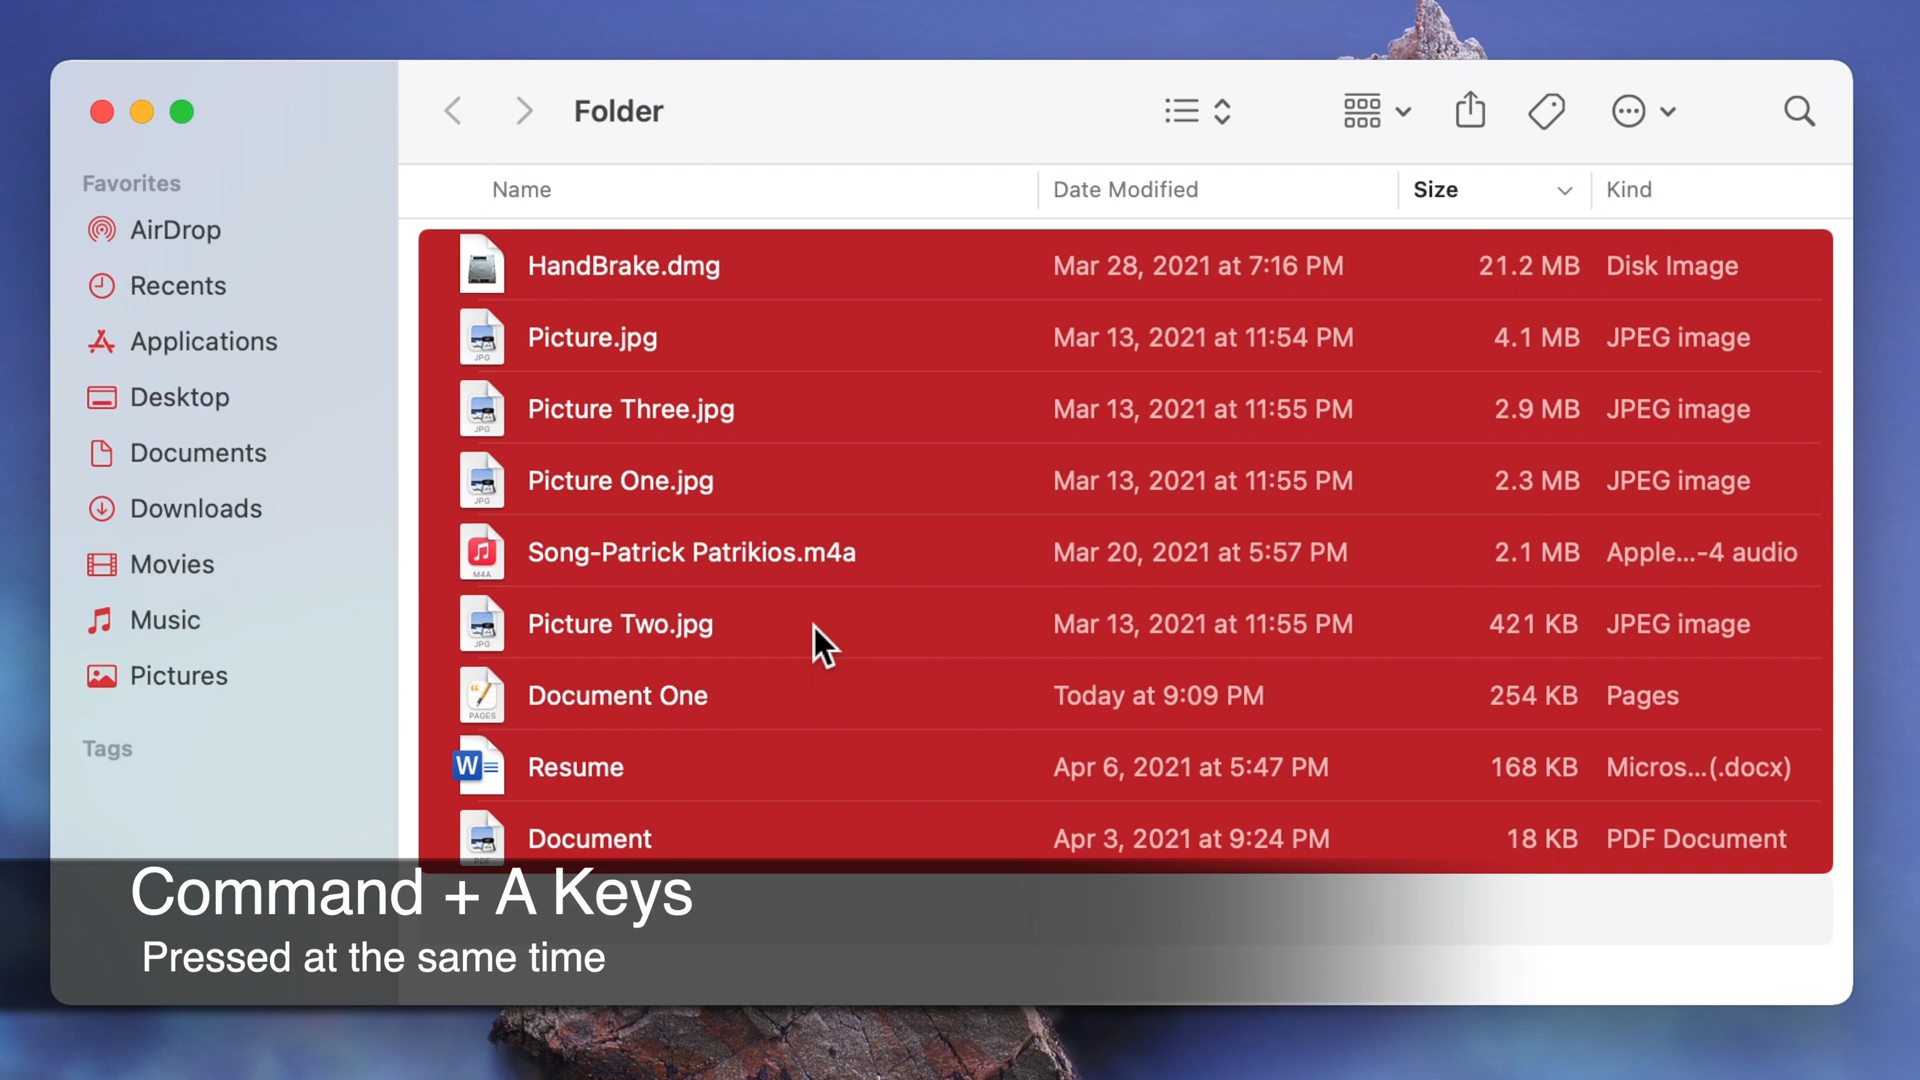 Folder
Favorites
AirDrop
Recents
Applications
Desktop
Documents
Downloads
Movies
Music
Pictures
Tags
Name Date Modified Size Kind
HandBrake.dmg Mar 28, 2021 at 7:16 PM 21.2 MB Disk Image
JPG Picture.jpg Mar 13, 2021 at 11:54 PM 4.1 MB JPEG image
JPG Picture Three.jpg Mar 13, 2021 at 11:55 PM 2.9 MB JPEG image
JPG Picture One.jpg Mar 13, 2021 at 11:55 PM 2.3 MB JPEG image
M4A Song-Patrick Patrikios.m4a Mar 20, 2021 at 5:57 PM 2.1 MB Apple...-4 audio
JPG Picture Two.jpg Mar 13, 2021 at 11:55 PM 421 KB JPEG image
PAGES Document One Today at 9:09 PM 254 KB Pages
W Resume Apr 6, 2021 at 5:47 PM 168 KB Micros...(.docx)
PDF Document Apr 3, 2021 at 9:24 PM 18 KB PDF Document
Command + A Keys
Pressed at the same time